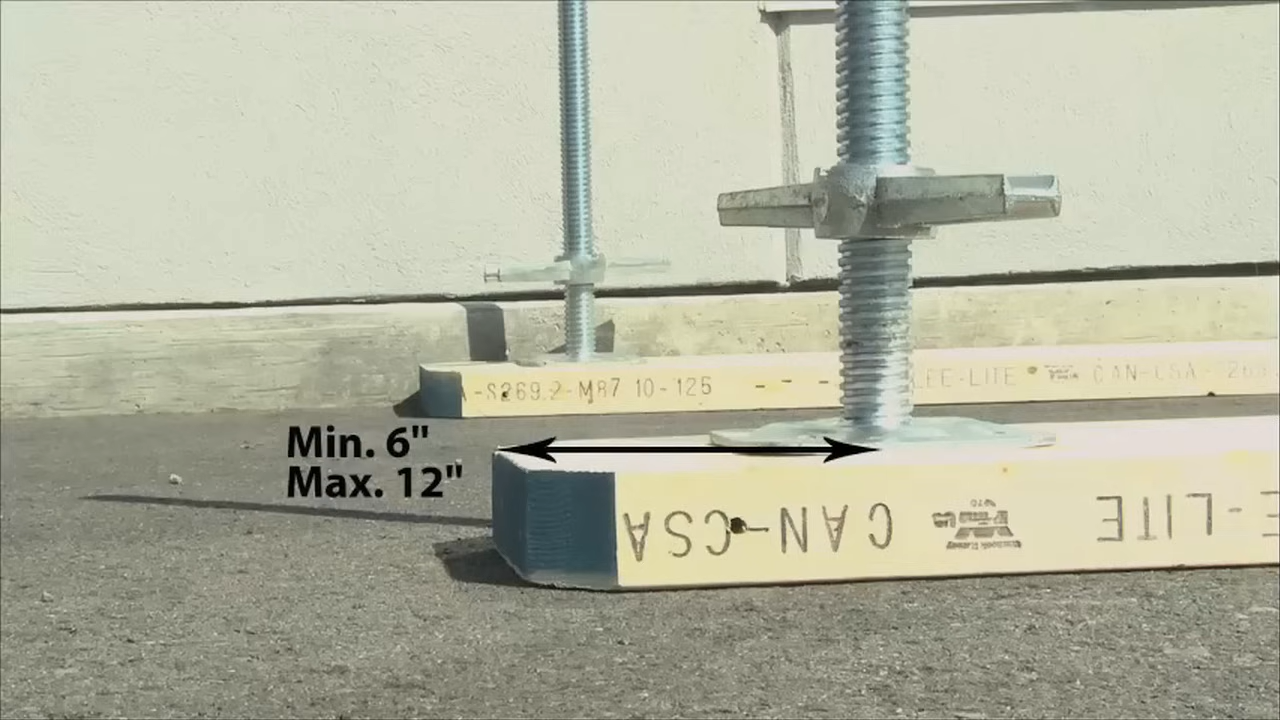 Min. 6"
Max. 12"
-S269.2-M87 10-125
LEE-LITE
CAN-CSA-
CAN-CSA
E-LITE